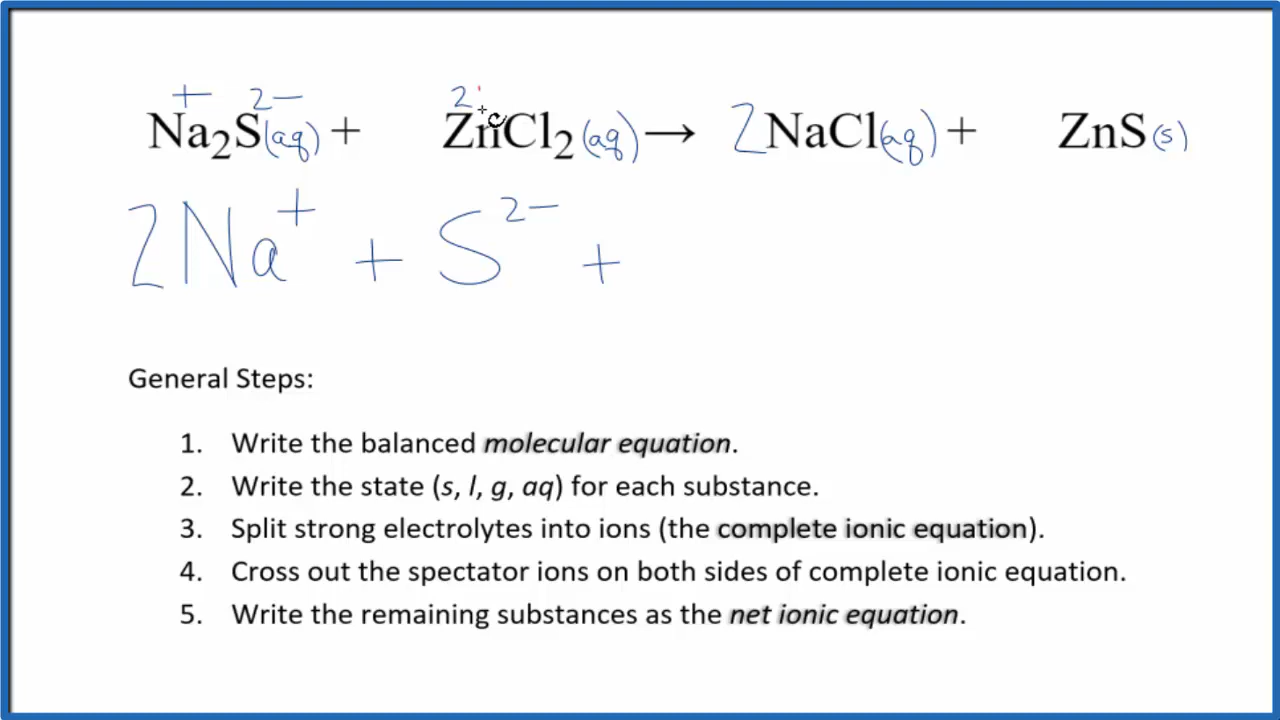 + 2− 2
Na₂S(aq) + ZnCl₂(aq) → 2NaCl(aq) + ZnS(s)
2Na⁺ + S²⁻ +
General Steps:
1. Write the balanced molecular equation.
2. Write the state (s, l, g, aq) for each substance.
3. Split strong electrolytes into ions (the complete ionic equation).
4. Cross out the spectator ions on both sides of complete ionic equation.
5. Write the remaining substances as the net ionic equation.